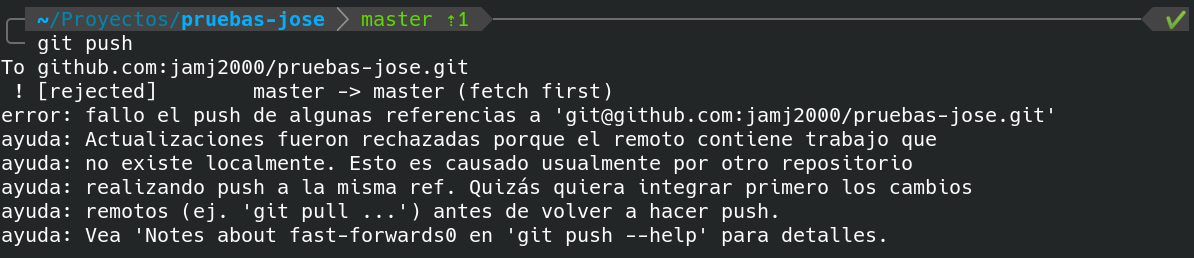 ~/Proyectos/pruebas-jose master ⇡1 ✔
git push
To github.com:jamj2000/pruebas-jose.git
 ! [rejected]        master -> master (fetch first)
error: fallo el push de algunas referencias a 'git@github.com:jamj2000/pruebas-jose.git'
ayuda: Actualizaciones fueron rechazadas porque el remoto contiene trabajo que
ayuda: no existe localmente. Esto es causado usualmente por otro repositorio
ayuda: realizando push a la misma ref. Quizás quiera integrar primero los cambios
ayuda: remotos (ej. 'git pull ...') antes de volver a hacer push.
ayuda: Vea 'Notes about fast-forwards0 en 'git push --help' para detalles.